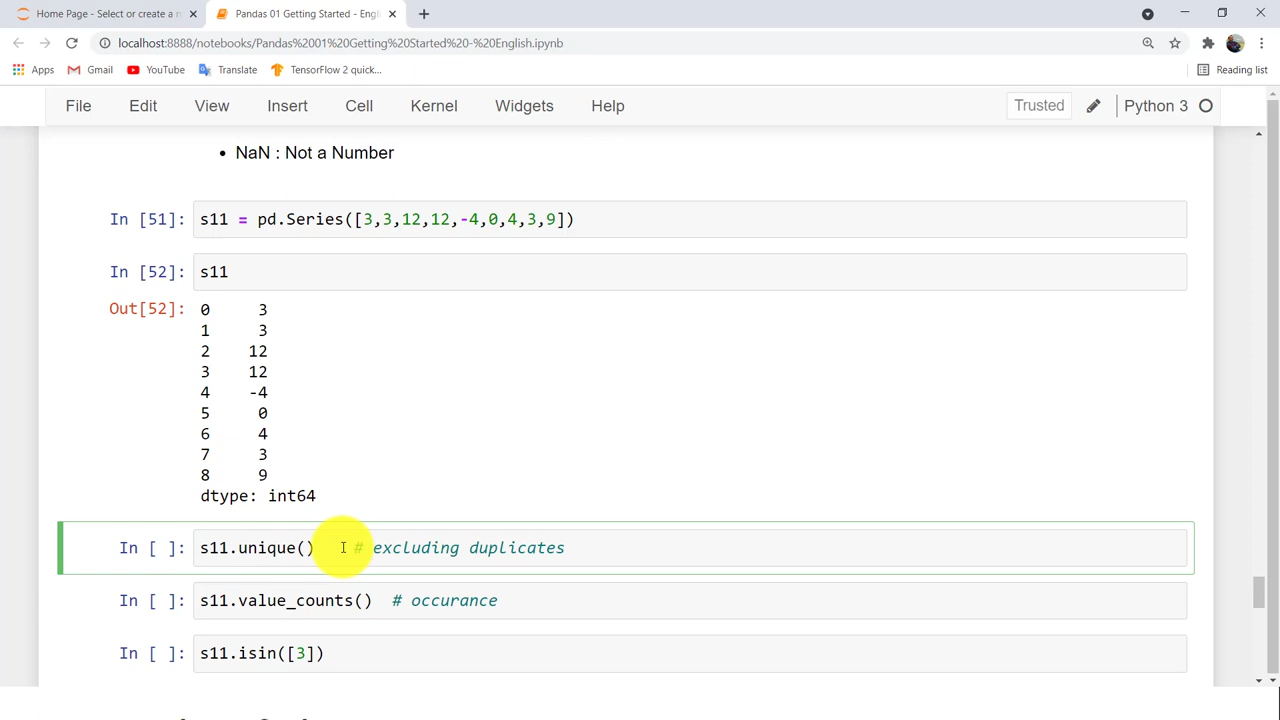 Home Page - Select or create a n
Pandas 01 Getting Started - Engl
localhost:8888/notebooks/Pandas%2001%20Getting%20Started%20-%20English.ipynb
Apps Gmail YouTube Translate TensorFlow 2 quick... Reading list
File Edit View Insert Cell Kernel Widgets Help Trusted Python 3
• NaN : Not a Number
In [51]: s11 = pd.Series([3,3,12,12,-4,0,4,3,9])
In [52]: s11
Out[52]: 0 3
1 3
2 12
3 12
4 -4
5 0
6 4
7 3
8 9
dtype: int64
In [ ]: s11.unique() # excluding duplicates
In [ ]: s11.value_counts() # occurance
In [ ]: s11.isin([3])